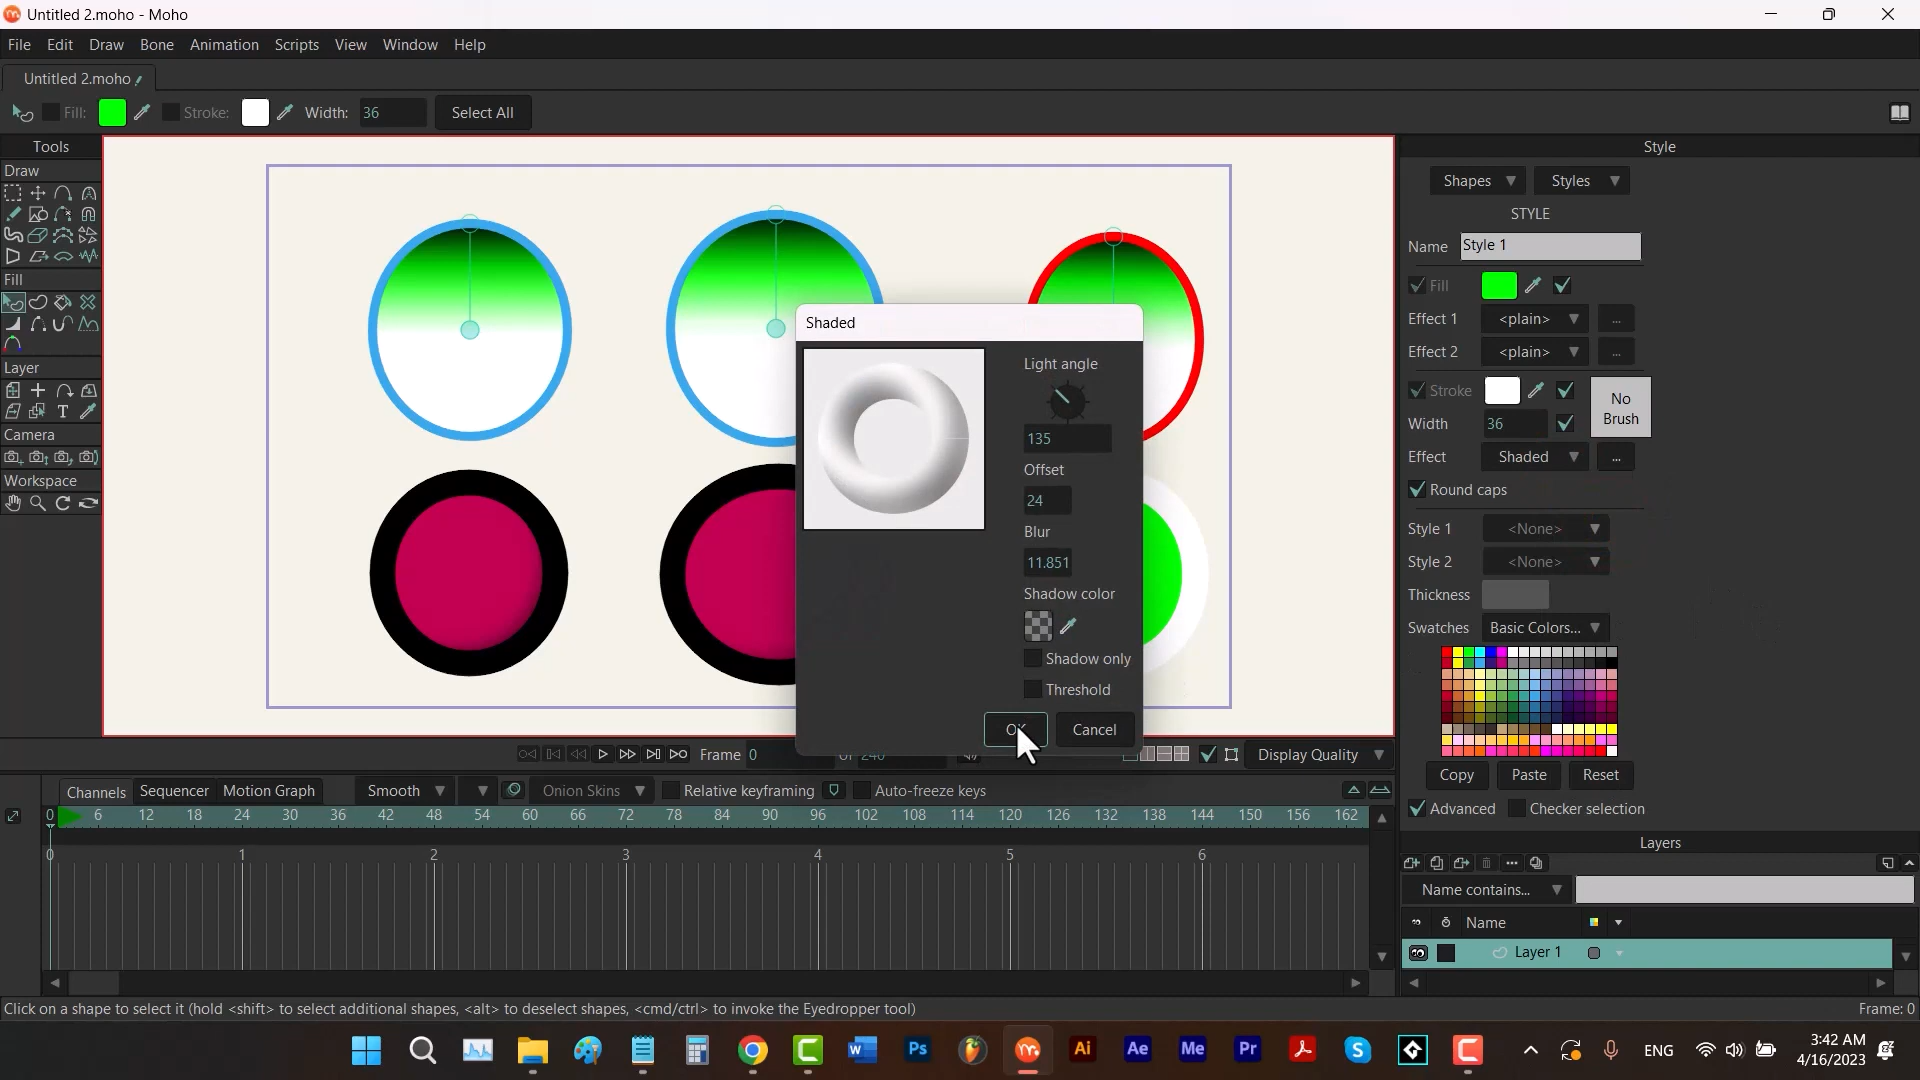 Untitled 2.moho - Moho
File Edit Draw Bone Animation Scripts View Window Help
Untitled 2.moho
Fill: Stroke: Width: 36 Select All
Tools
Draw
Fill
Layer
Camera
Workspace
Shaded
Light angle
135
Offset
24
Blur
11.851
Shadow color
Shadow only
Threshold
OK Cancel
Style
Shapes Styles
STYLE
Name Style 1
Fill
Effect 1 <plain> ...
Effect 2 <plain> ...
Stroke
No
Brush
Width 36
Effect Shaded ...
Round caps
Style 1 <None>
Style 2 <None>
Thickness
Swatches Basic Colors...
Copy Paste Reset
Advanced Checker selection
Frame 0 of 240 Display Quality
Channels Sequencer Motion Graph Smooth Onion Skins Relative keyframing Auto-freeze keys
0 6 12 18 24 30 36 42 48 54 60 66 72 78 84 90 96 102 108 114 120 126 132 138 144 150 156 162
0 1 2 3 4 5 6
Layers
Name contains...
Name
Layer 1
Click on a shape to select it (hold <shift> to select additional shapes, <alt> to deselect shapes, <cmd/ctrl> to invoke the Eyedropper tool) Frame: 0
Ps Ai Ae Me Pr
ENG
3:42 AM
4/16/2023